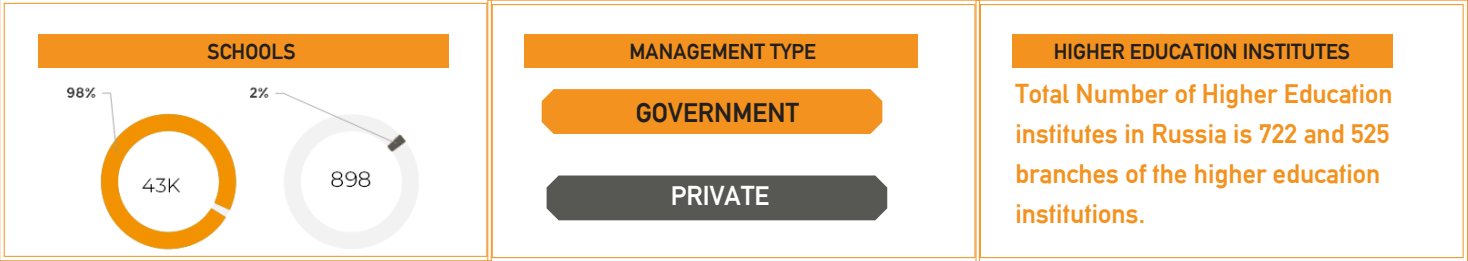 SCHOOLS
98%
2%
43K
898
MANAGEMENT TYPE
GOVERNMENT
PRIVATE
HIGHER EDUCATION INSTITUTES
Total Number of Higher Education
institutes in Russia is 722 and 525
branches of the higher education
institutions.